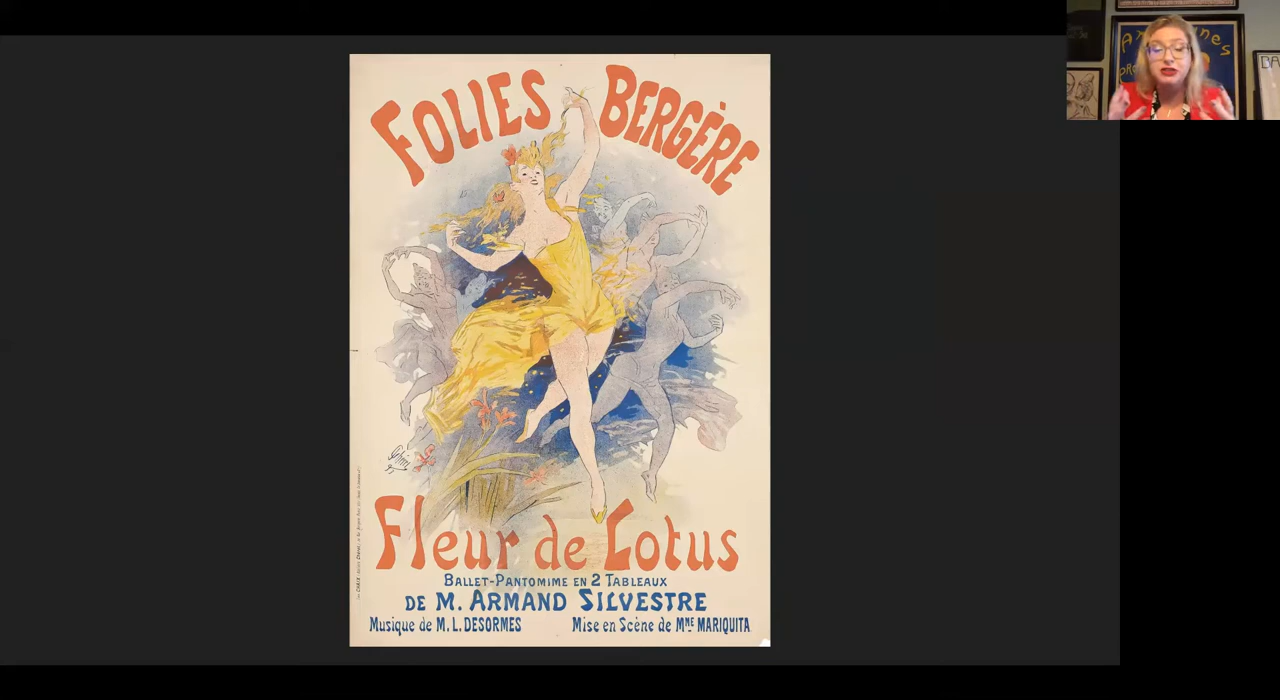 FOLIES BERGÈRE
Fleur de Lotus
BALLET-PANTOMIME EN 2 TABLEAUX
DE M. ARMAND SILVESTRE
Musique de M. L. DESORMES Mise en Scène de MME MARIQUITA